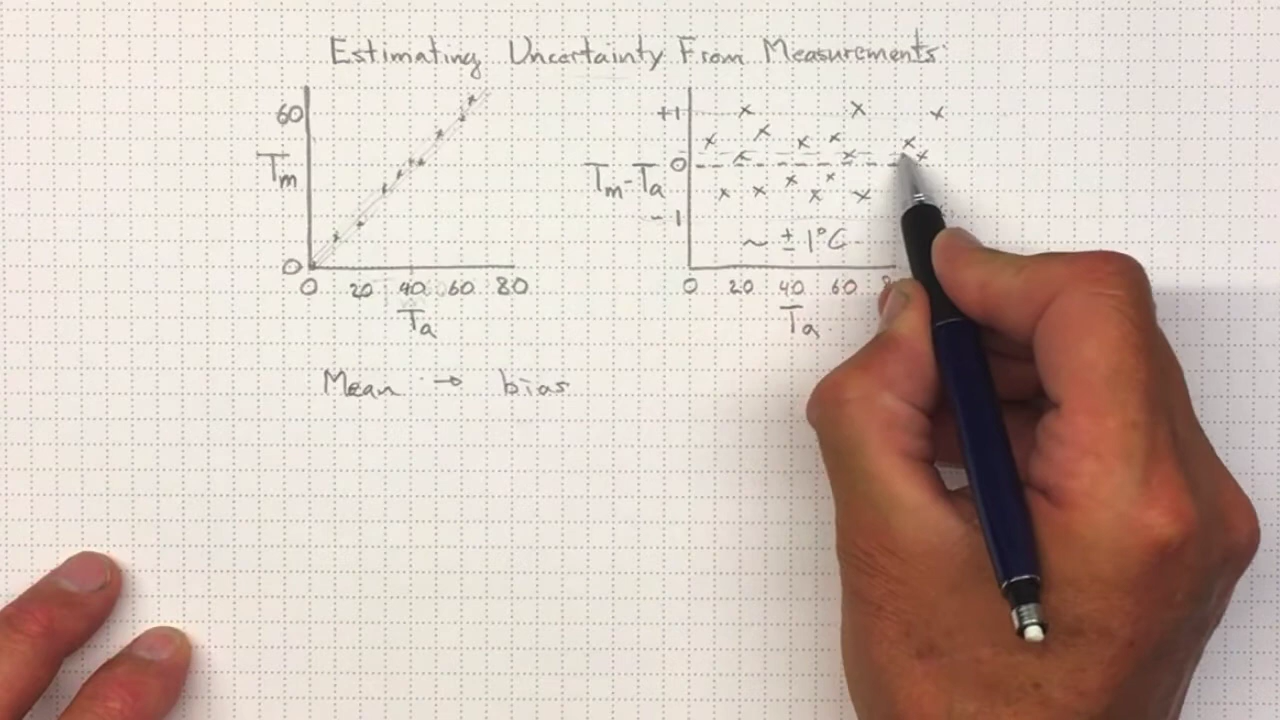 Estimating Uncertainty From Measurements
60
Tm
0
0 20 40 60 80
Ta
+1
Tm-Ta 0
-1
~ ± 1°C
0 20 40 60 8
Ta
Mean → bias